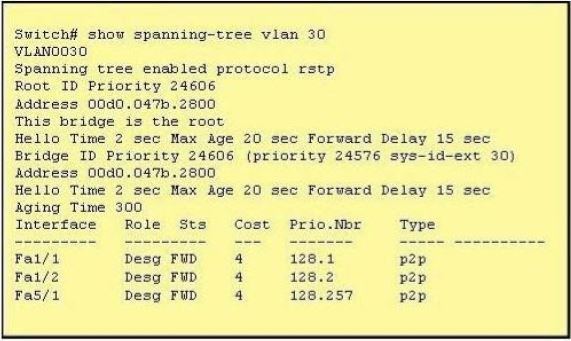 Switch# show spanning-tree vlan 30
VLAN0030
Spanning tree enabled protocol rstp
Root ID Priority 24606
Address 00d0.047b.2800
This bridge is the root
Hello Time 2 sec Max Age 20 sec Forward Delay 15 sec
Bridge ID Priority 24606 (priority 24576 sys-id-ext 30)
Address 00d0.047b.2800
Hello Time 2 sec Max Age 20 sec Forward Delay 15 sec
Aging Time 300
Interface Role Sts Cost Prio.Nbr Type
--------- --------- --- ------- ----- ----------
Fa1/1 Desg FWD 4 128.1 p2p
Fa1/2 Desg FWD 4 128.2 p2p
Fa5/1 Desg FWD 4 128.257 p2p